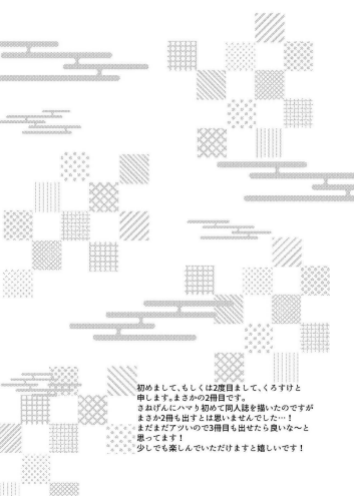 初めまして、もしくは2度目まして、くろすけと
申します。まさかの2冊目です。
さねげんにハマり初めて同人誌を描いたのですが
まさか2冊も出すとは思いませんでした…！
まだまだアツいので3冊目も出せたら良いな〜と
思ってます！
少しでも楽しんでいただけますと嬉しいです！